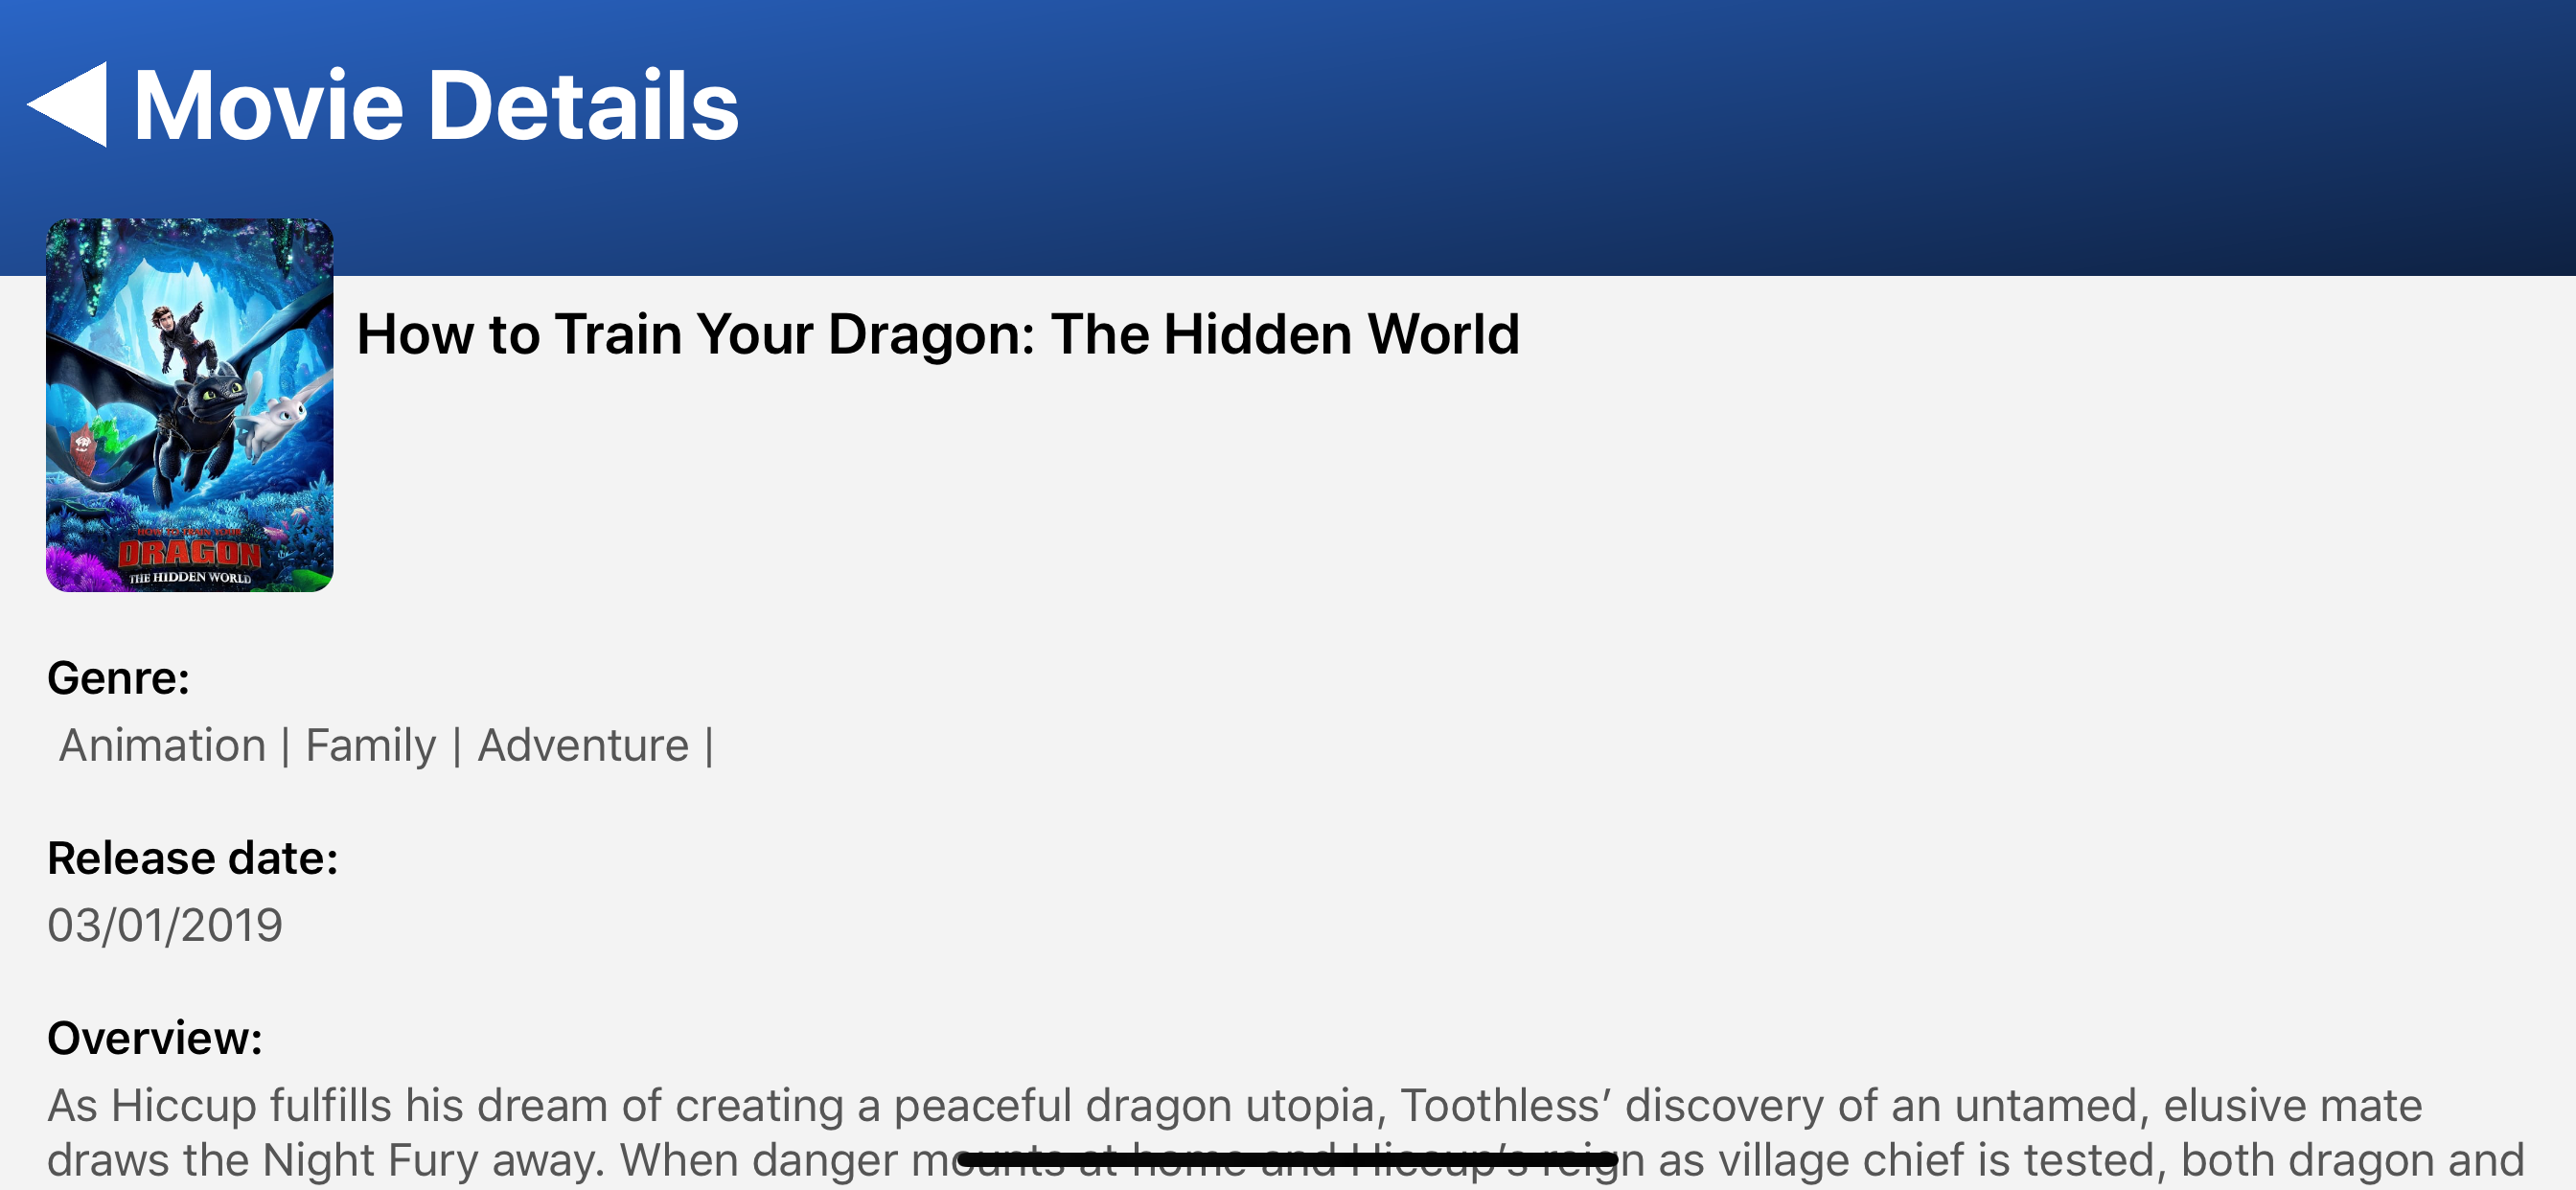 Movie Details
How to Train Your Dragon: The Hidden World
HOW TO TRAIN YOUR
DRAGON
THE HIDDEN WORLD
Genre:
Animation | Family | Adventure |
Release date:
03/01/2019
Overview:
As Hiccup fulfills his dream of creating a peaceful dragon utopia, Toothless’ discovery of an untamed, elusive mate
draws the Night Fury away. When danger mounts at home and Hiccup’s reign as village chief is tested, both dragon and